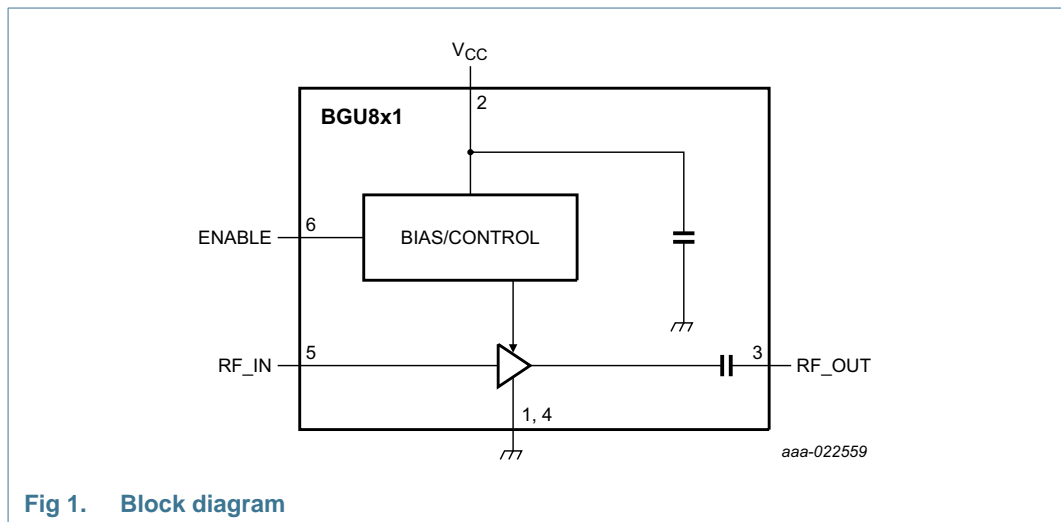 VCC
2
BGU8x1
6
ENABLE
BIAS/CONTROL
5
3
RF_IN
RF_OUT
1, 4
aaa-022559
Fig 1. Block diagram